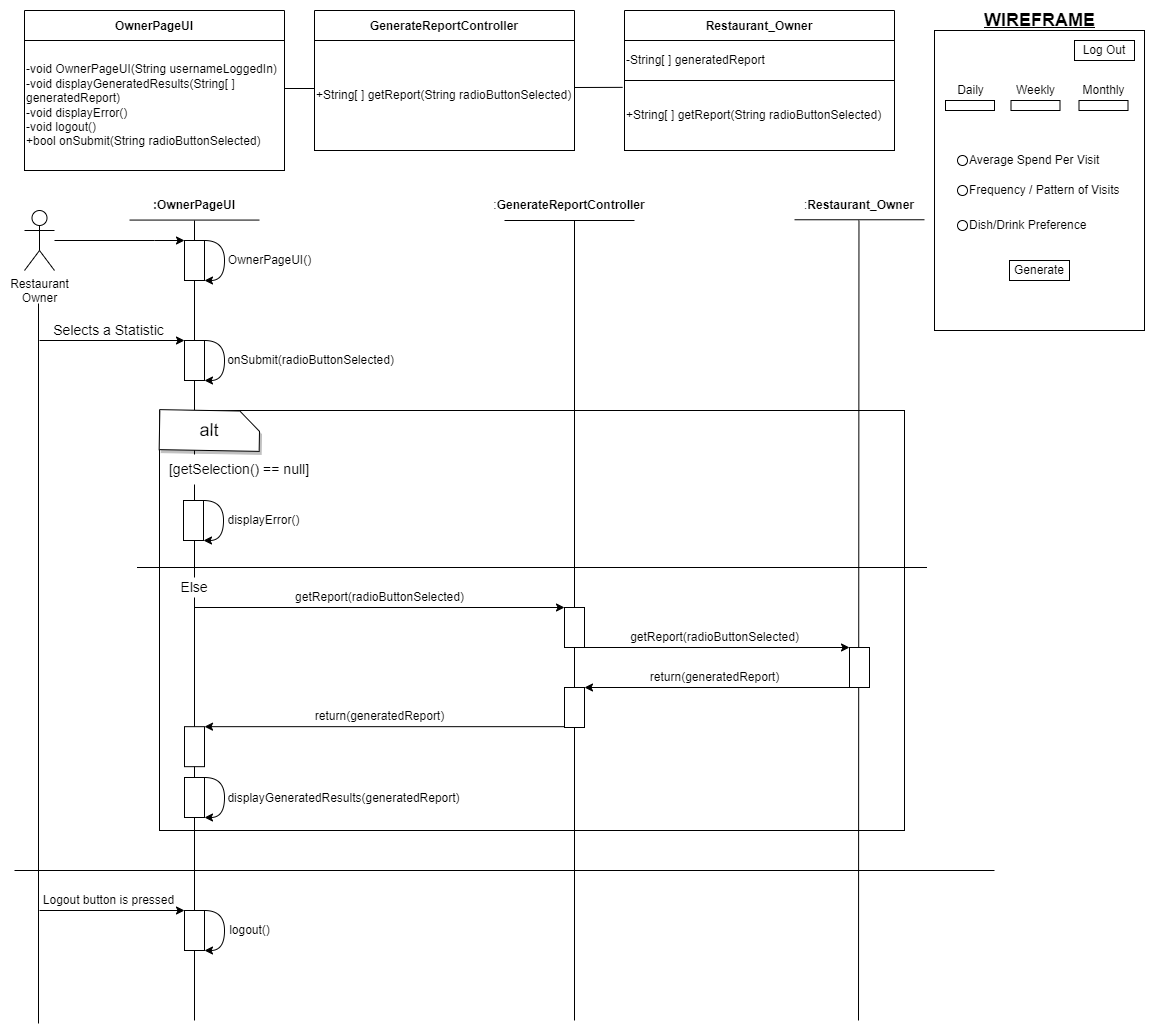 OwnerPageUI
-void OwnerPageUI(String usernameLoggedIn)
-void displayGeneratedResults(String[ ]
generatedReport)
-void displayError()
-void logout()
+bool onSubmit(String radioButtonSelected)
GenerateReportController
+String[ ] getReport(String radioButtonSelected)
Restaurant_Owner
-String[ ] generatedReport
+String[ ] getReport(String radioButtonSelected)
WIREFRAME
Log Out
Daily
Weekly
Monthly
Average Spend Per Visit
Frequency / Pattern of Visits
Dish/Drink Preference
Generate
:OwnerPageUI
:GenerateReportController
:Restaurant_Owner
Restaurant
Owner
OwnerPageUI()
Selects a Statistic
onSubmit(radioButtonSelected)
alt
[getSelection() == null]
displayError()
Else
getReport(radioButtonSelected)
getReport(radioButtonSelected)
return(generatedReport)
return(generatedReport)
displayGeneratedResults(generatedReport)
Logout button is pressed
logout()